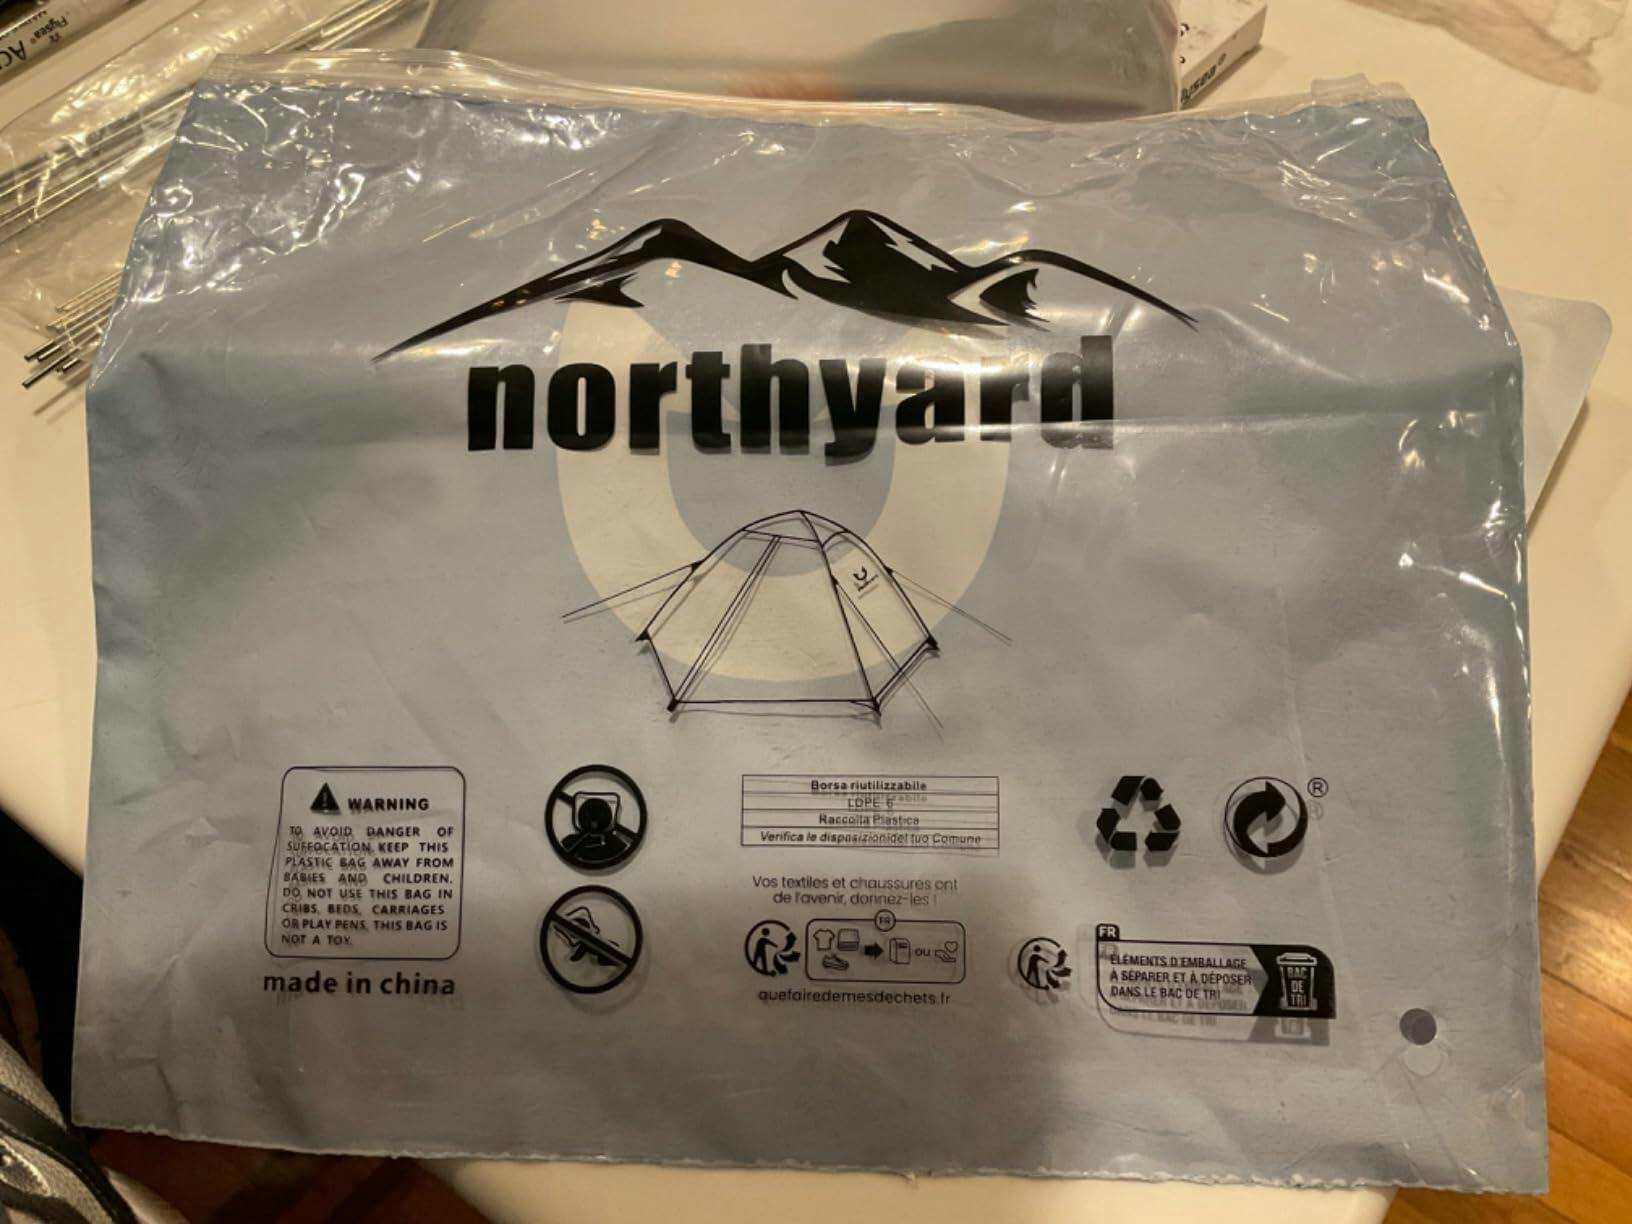 northyard
WARNING
TO AVOID DANGER OF
SUFFOCATION, KEEP THIS
PLASTIC BAG AWAY FROM
BABIES AND CHILDREN.
DO NOT USE THIS BAG IN
CRIBS, BEDS, CARRIAGES
OR PLAY PENS, THIS BAG IS
NOT A TOY.
made in china
Borsa riutilizzabile
LDPE 6
Raccolta Plastica
Verifica le disposizionidel tuo Comune
®
Vos textiles et chaussures ont
de l'avenir, donnez-les !
FR
ou
quefairedemesdechets.fr
FR
ÉLÉMENTS D'EMBALLAGE
À SÉPARER ET À DÉPOSER
DANS LE BAC DE TRI
BAC
DE
TRI